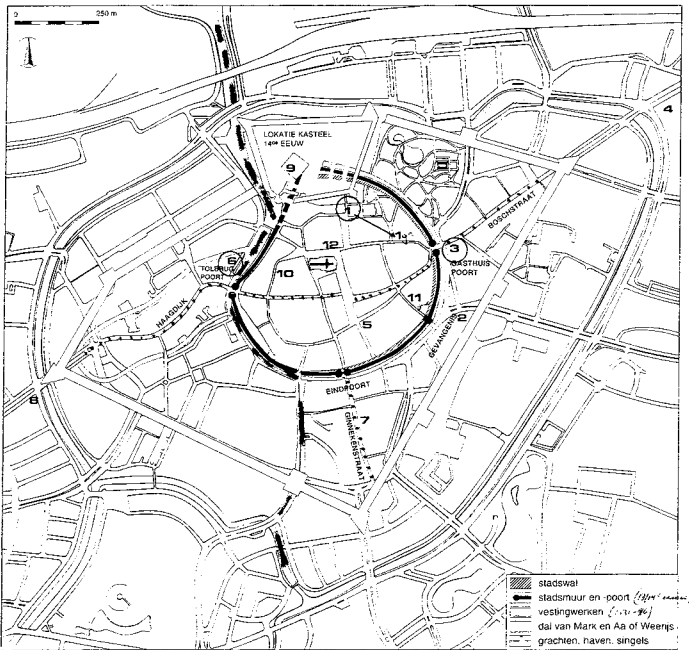 0 250 m
4
LOKATIE KASTEEL
14de EEUW
9
BOSCHSTRAAT
1
1
12
3
6
GASTHUIS
POORT
TOLBRUG
POORT
10
HAAGDIJK
11
2
GEVANGENIS
5
EINDPOORT
8
7
GINNEKENSTRAAT
stadswal
stadsmuur en -poort
vestingwerken
dal van Mark en Aa of Weerijs
grachten, haven, singels